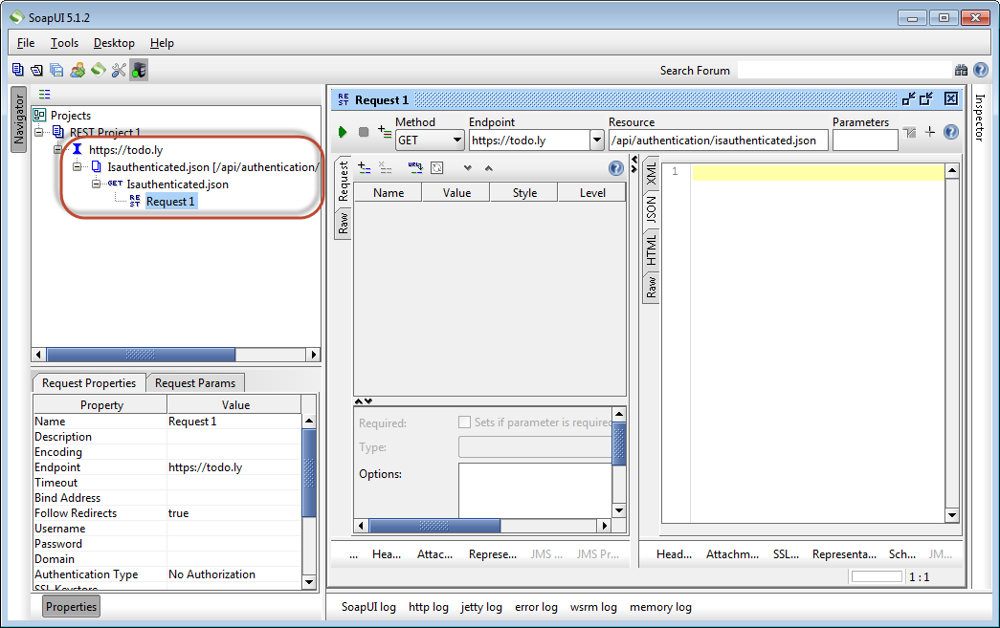 SoapUI 5.1.2
File Tools Desktop Help
Search Forum
Navigator
Projects
REST Project 1
https://todo.ly
Isauthenticated.json [/api/authentication/
GET Isauthenticated.json
REST Request 1
Request Properties Request Params
Property Value
Name Request 1
Description
Encoding
Endpoint https://todo.ly
Timeout
Bind Address
Follow Redirects true
Username
Password
Domain
Authentication Type No Authorization
SSL Keystore
Properties
REST Request 1
Method Endpoint Resource Parameters
GET https://todo.ly /api/authentication/isauthenticated.json
Request
Raw
Name Value Style Level
Required: Sets if parameter is required
Type:
Options:
... Hea... Attac... Represe... JMS ... JMS Pr...
XML
JSON
HTML
Raw
1
Head... Attachm... SSL... Representa... Sch... JM...
1 : 1
Inspector
SoapUI log http log jetty log error log wsrm log memory log